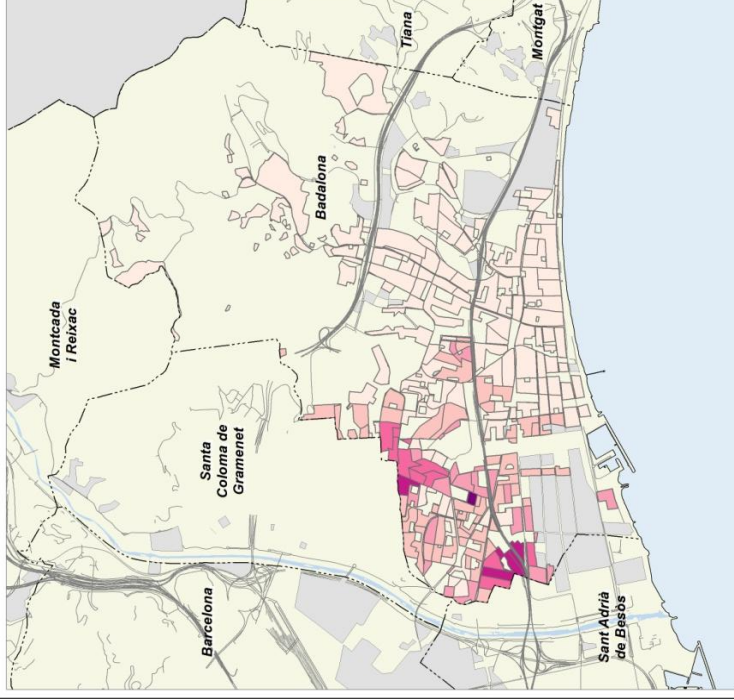 Tiana
Montgat
Badalona
Montcada
i Reixac
Santa
Coloma de
Gramenet
Barcelona
Sant Adrià
de Besòs